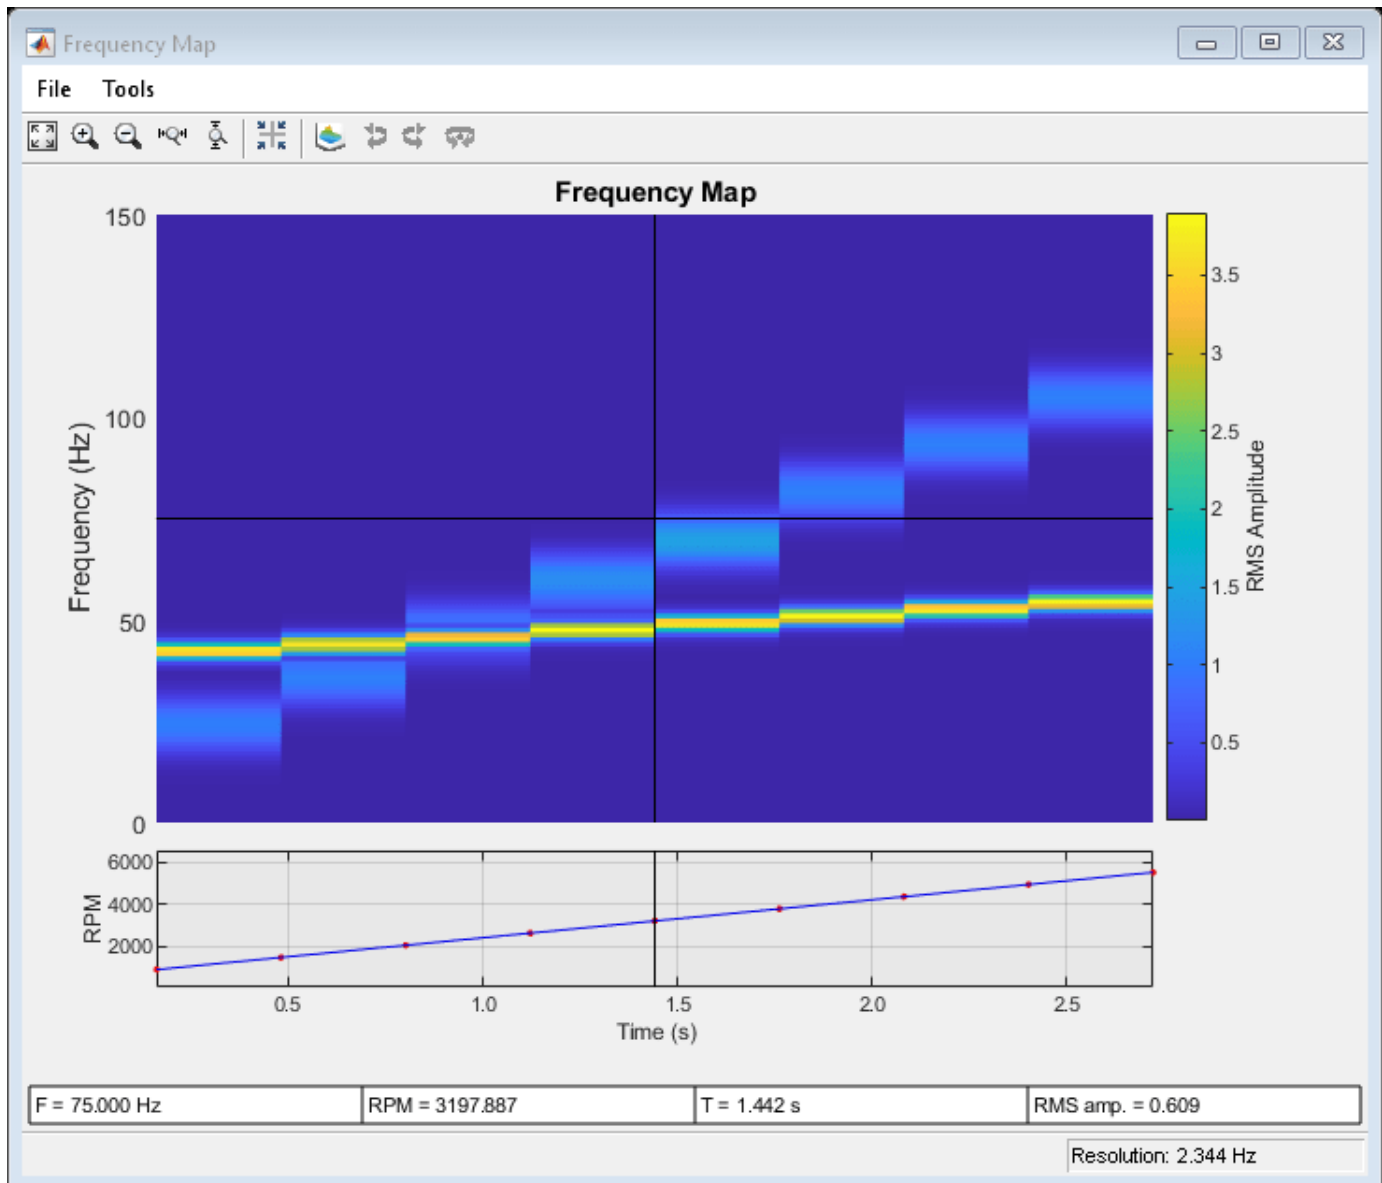 Frequency Map
File Tools
Frequency Map
150
100
50
0
Frequency (Hz)
3.5
3
2.5
2
1.5
1
0.5
RMS Amplitude
6000
4000
2000
RPM
0.5 1.0 1.5 2.0 2.5
Time (s)
F = 75.000 Hz RPM = 3197.887 T = 1.442 s RMS amp. = 0.609
Resolution: 2.344 Hz